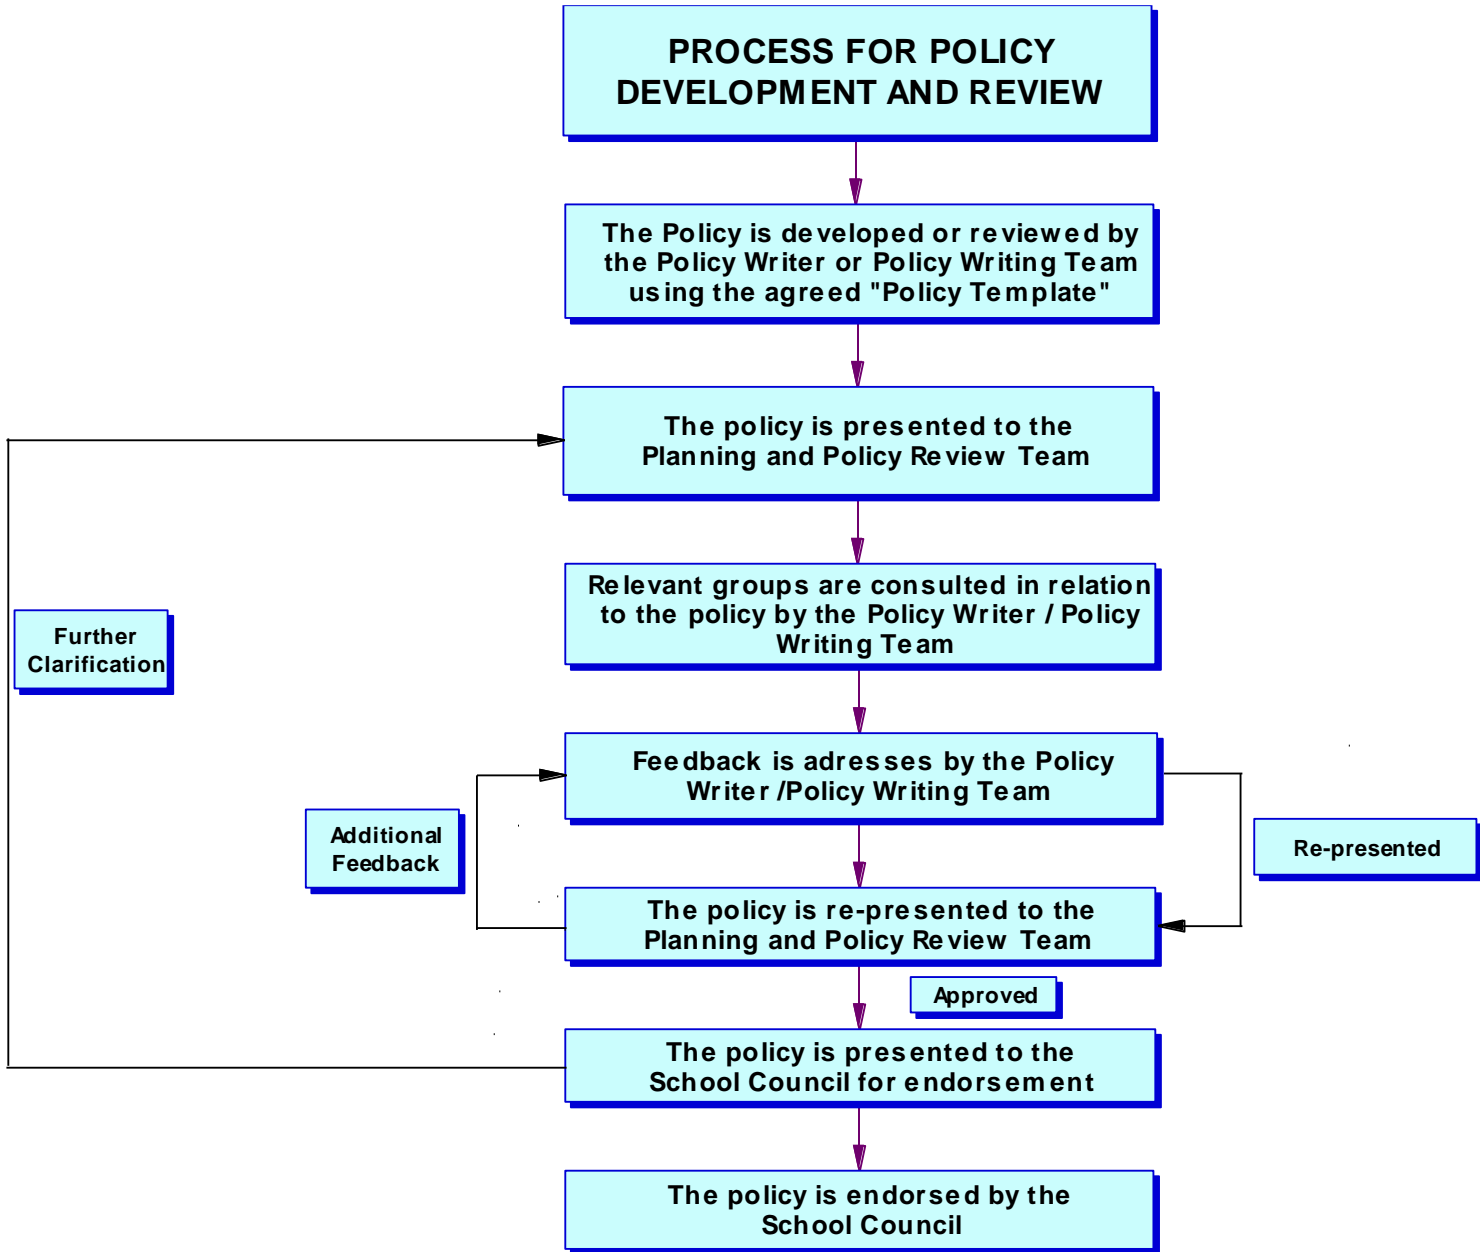 PROCESS FOR POLICY
DEVELOPMENT AND REVIEW
The Policy is developed or reviewed by
the Policy Writer or Policy Writing Team
using the agreed "Policy Template"
The policy is presented to the
Planning and Policy Review Team
Relevant groups are consulted in relation
to the policy by the Policy Writer / Policy
Writing Team
Further
Clarification
Feedback is adresses by the Policy
Writer /Policy Writing Team
Additional
Feedback
Re-presented
The policy is re-presented to the
Planning and Policy Review Team
Approved
The policy is presented to the
School Council for endorsement
The policy is endorsed by the
School Council